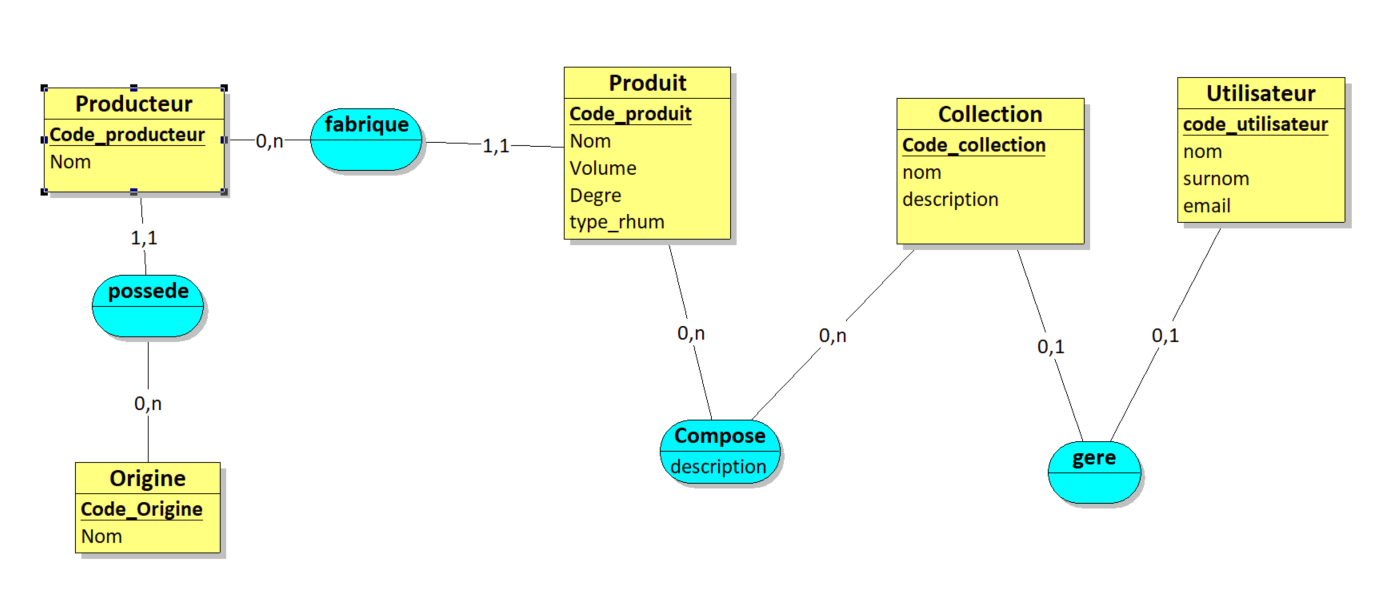 Producteur
Code_producteur
Nom
0,n
fabrique
1,1
Produit
Code_produit
Nom
Volume
Degre
type_rhum
Collection
Code_collection
nom
description
Utilisateur
code_utilisateur
nom
surnom
email
1,1
possede
0,n
Origine
Code_Origine
Nom
0,n
0,n
Compose
description
0,1
0,1
gere